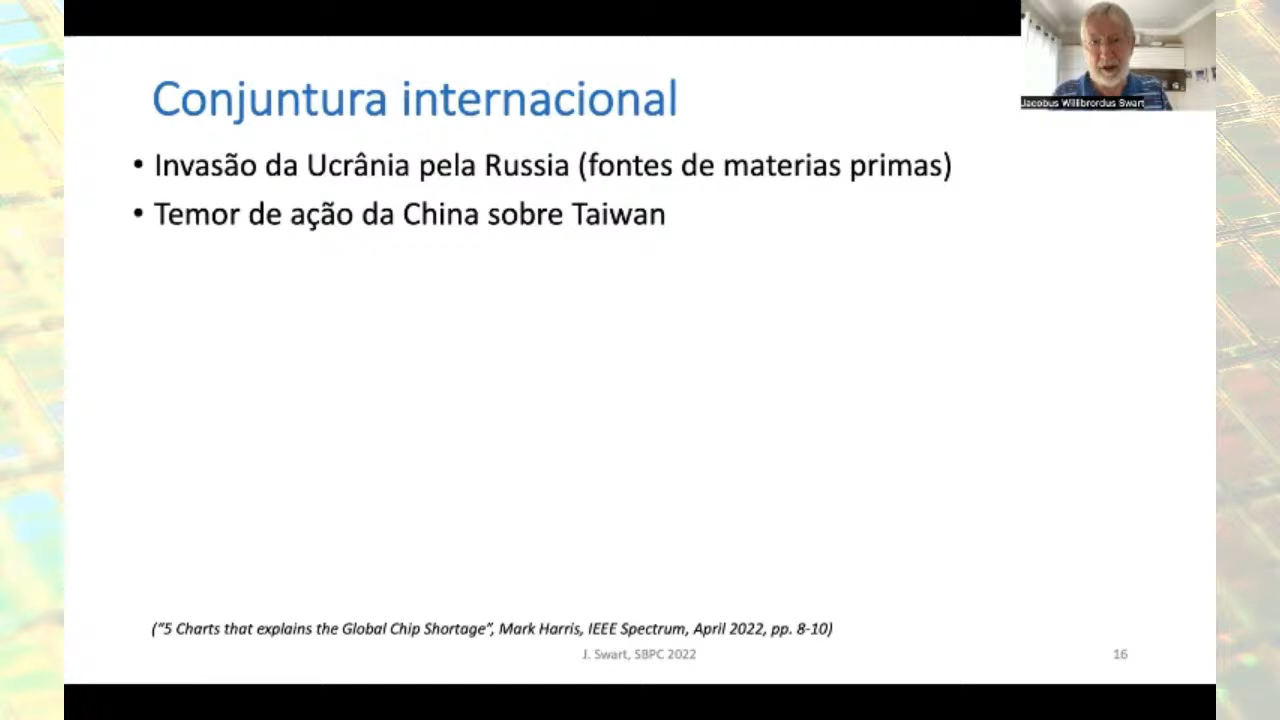 Conjuntura internacional
• Invasão da Ucrânia pela Russia (fontes de materias primas)
• Temor de ação da China sobre Taiwan
("5 Charts that explains the Global Chip Shortage", Mark Harris, IEEE Spectrum, April 2022, pp. 8-10)
J. Swart, SBPC 2022
16
Jacobus Willibrordus Swart